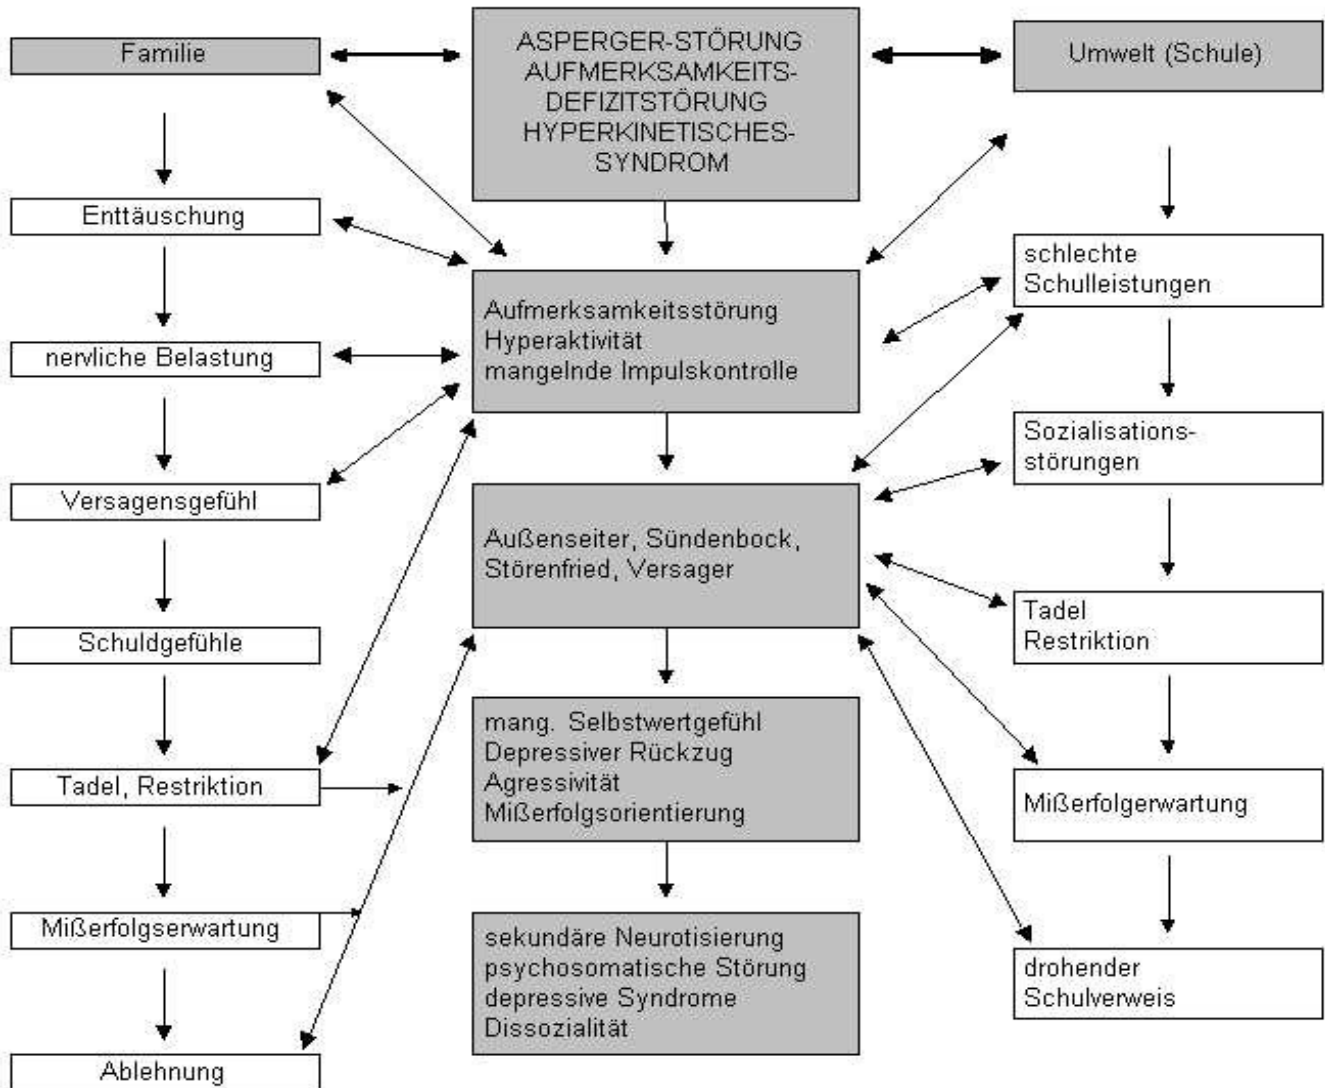 Familie
Enttäuschung
nervliche Belastung
Versagensgefühl
Schuldgefühle
Tadel, Restriktion
Mißerfolgserwartung
Ablehnung
ASPERGER-STÖRUNG
AUFMERKSAMKEITS-
DEFIZITSTÖRUNG
HYPERKINETISCHES-
SYNDROM
Aufmerksamkeitsstörung
Hyperaktivität
mangelnde Impulskontrolle
Außenseiter, Sündenbock,
Störenfried, Versager
mang. Selbstwertgefühl
Depressiver Rückzug
Agressivität
Mißerfolgsorientierung
sekundäre Neurotisierung
psychosomatische Störung
depressive Syndrome
Dissozialität
Umwelt (Schule)
schlechte
Schulleistungen
Sozialisations-
störungen
Tadel
Restriktion
Mißerfolgerwartung
drohender
Schulverweis